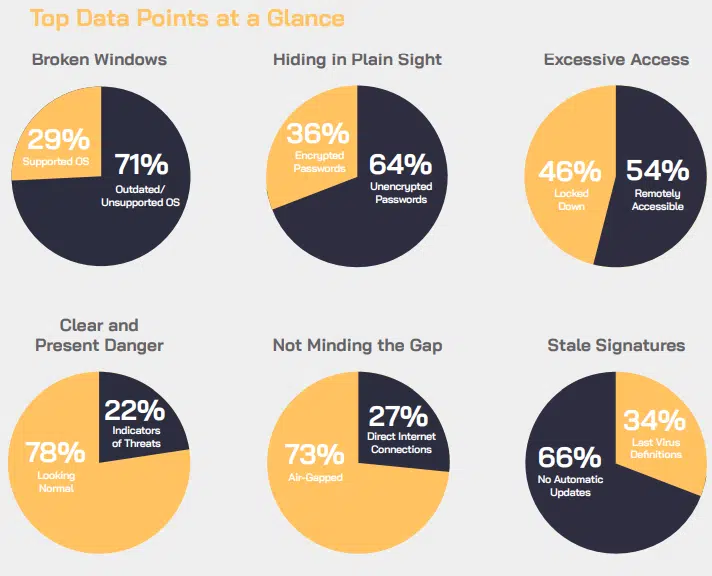 Top Data Points at a Glance
Broken Windows
29%
Supported OS
71%
Outdated/
Unsupported OS
Hiding in Plain Sight
36%
Encrypted
Passwords
64%
Unencrypted
Passwords
Excessive Access
46%
Locked
Down
54%
Remotely
Accessible
Clear and
Present Danger
22%
Indicators
of Threats
78%
Looking
Normal
Not Minding the Gap
27%
Direct Internet
Connections
73%
Air-Gapped
Stale Signatures
34%
Last Virus
Definitions
66%
No Automatic
Updates